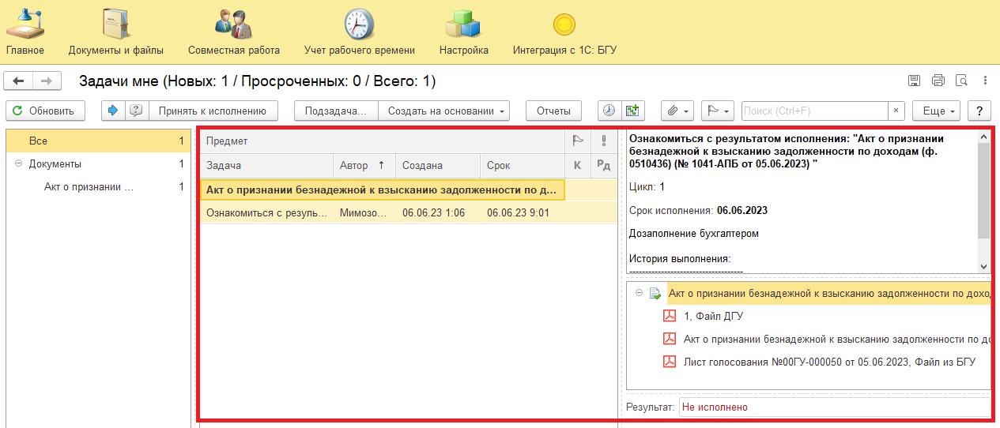 Главное
Документы и файлы
Совместная работа
Учет рабочего времени
Настройка
Интеграция с 1С: БГУ
Задачи мне (Новых: 1 / Просроченных: 0 / Всего: 1)
Обновить
Принять к исполнению
Подзадача...
Создать на основании
Отчеты
Поиск (Ctrl+F)
×
Еще
?
Все 1
Документы 1
Акт о признании ... 1
Предмет
Задача Автор ↑ Создана Срок К Рд
Акт о признании безнадежной к взысканию задолженности по д...
Ознакомиться с резуль... Мимозо... 06.06.23 1:06 06.06.23 9:01
Ознакомиться с результатом исполнения: "Акт о признании
безнадежной к взысканию задолженности по доходам (ф.
0510436) (№ 1041-АПБ от 05.06.2023) "
Цикл: 1
Срок исполнения: 06.06.2023
Дозаполнение бухгалтером
История выполнения:
------------------------------------
Акт о признании безнадежной к взысканию задолженности по дохо
1, Файл ДГУ
Акт о признании безнадежной к взысканию задолженности по до
Лист голосования №00ГУ-000050 от 05.06.2023, Файл из БГУ
Результат: Не исполнено